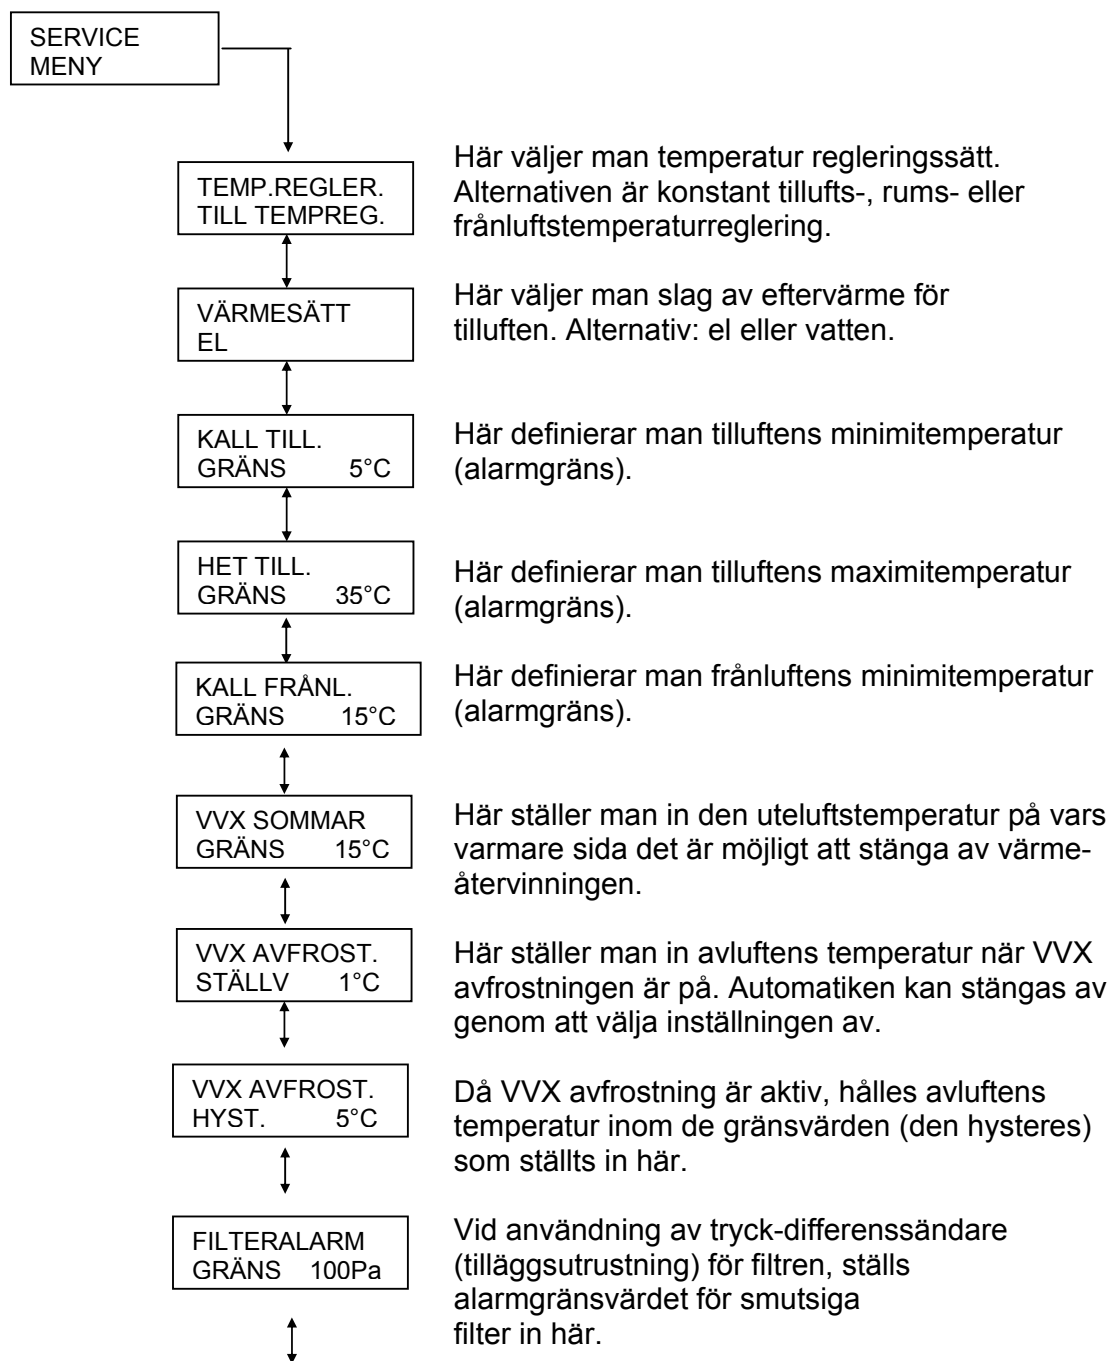 SERVICE
MENY
TEMP.REGLER.
TILL TEMPREG.
Här väljer man temperatur regleringssätt.
Alternativen är konstant tillufts-, rums- eller
frånluftstemperaturreglering.
VÄRMESÄTT
EL
Här väljer man slag av eftervärme för
tilluften. Alternativ: el eller vatten.
KALL TILL.
GRÄNS 5°C
Här definierar man tilluftens minimitemperatur
(alarmgräns).
HET TILL.
GRÄNS 35°C
Här definierar man tilluftens maximitemperatur
(alarmgräns).
KALL FRÅNL.
GRÄNS 15°C
Här definierar man frånluftens minimitemperatur
(alarmgräns).
VVX SOMMAR
GRÄNS 15°C
Här ställer man in den uteluftstemperatur på vars
varmare sida det är möjligt att stänga av värme-
återvinningen.
VVX AVFROST.
STÄLLV 1°C
Här ställer man in avluftens temperatur när VVX
avfrostningen är på. Automatiken kan stängas av
genom att välja inställningen av.
VVX AVFROST.
HYST. 5°C
Då VVX avfrostning är aktiv, hålles avluftens
temperatur inom de gränsvärden (den hysteres)
som ställts in här.
FILTERALARM
GRÄNS 100Pa
Vid användning av tryck-differenssändare
(tilläggsutrustning) för filtren, ställs
alarmgränsvärdet för smutsiga
filter in här.